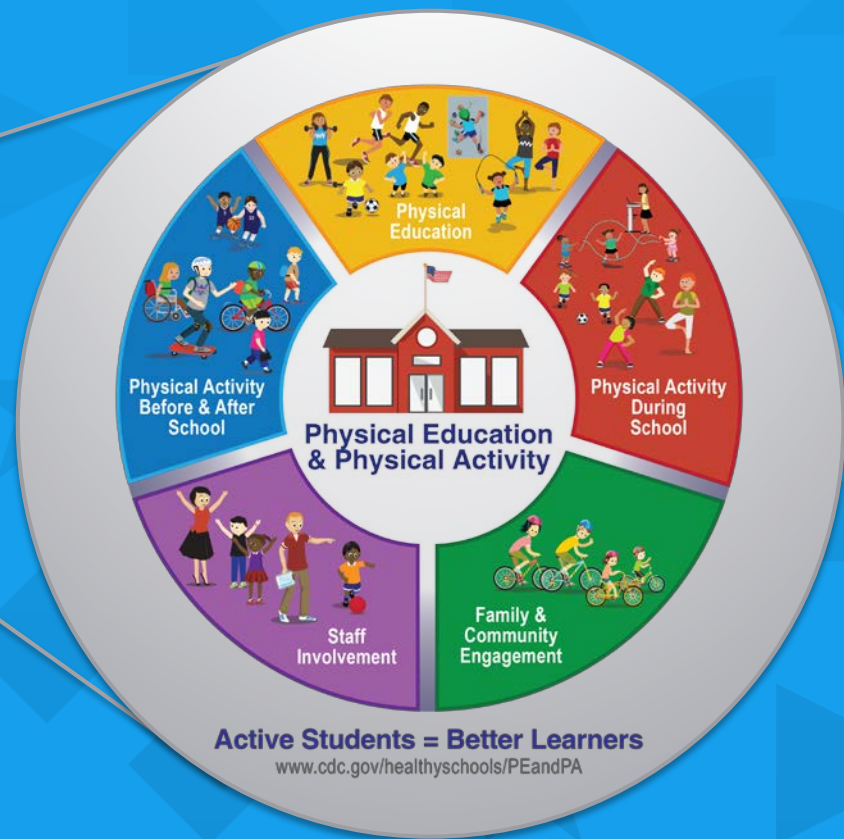 Physical
Education
Physical Activity
Before & After
School
Physical Activity
During
School
Physical Education
& Physical Activity
Staff
Involvement
Family &
Community
Engagement
Active Students = Better Learners
www.cdc.gov/healthyschools/PEandPA